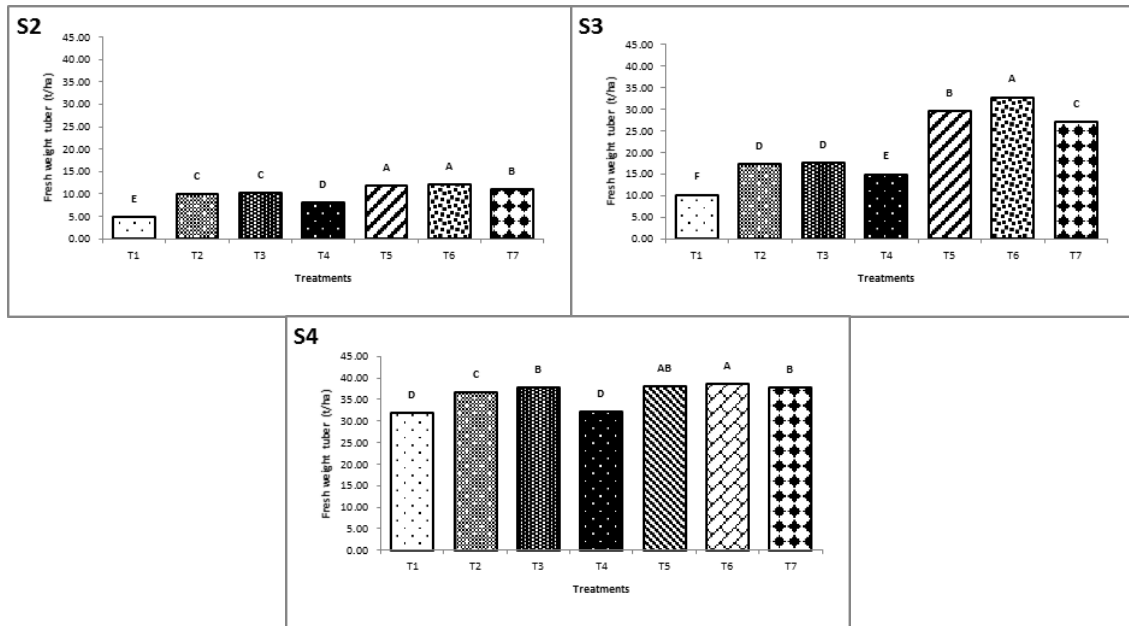 S2
Fresh weight tuber (t/ha)
45.00
40.00
35.00
30.00
25.00
20.00
15.00
10.00
5.00
0.00
E C C D A A B
T1 T2 T3 T4 T5 T6 T7
Treatments
S3
Fresh weight tuber (t/ha)
45.00
40.00
35.00
30.00
25.00
20.00
15.00
10.00
5.00
0.00
F D D E B A C
T1 T2 T3 T4 T5 T6 T7
Treatments
S4
Fresh weight tuber (t/ha)
45.00
40.00
35.00
30.00
25.00
20.00
15.00
10.00
5.00
0.00
D C B D AB A B
T1 T2 T3 T4 T5 T6 T7
Treatments